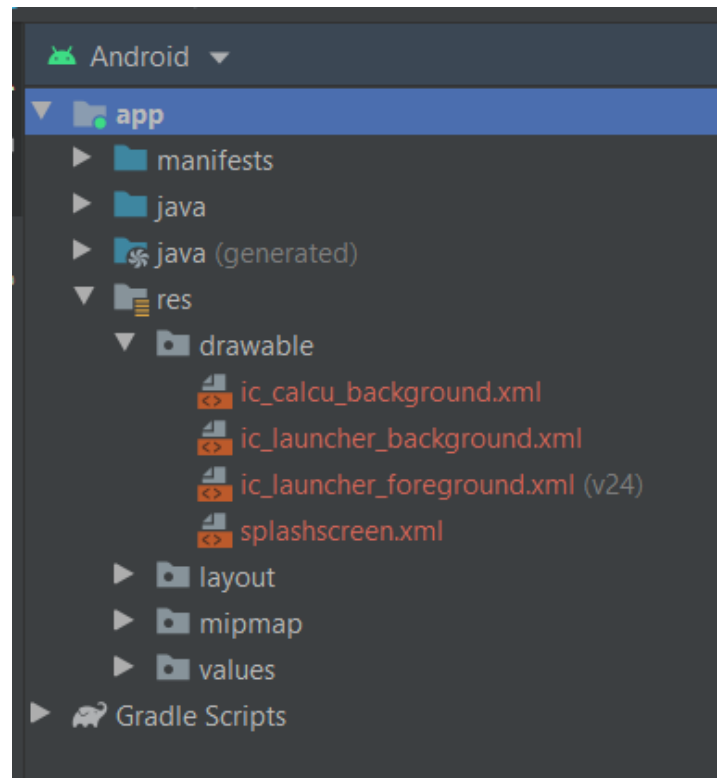 Android
app
manifests
java
java (generated)
res
drawable
ic_calcu_background.xml
ic_launcher_background.xml
ic_launcher_foreground.xml (v24)
splashscreen.xml
layout
mipmap
values
Gradle Scripts